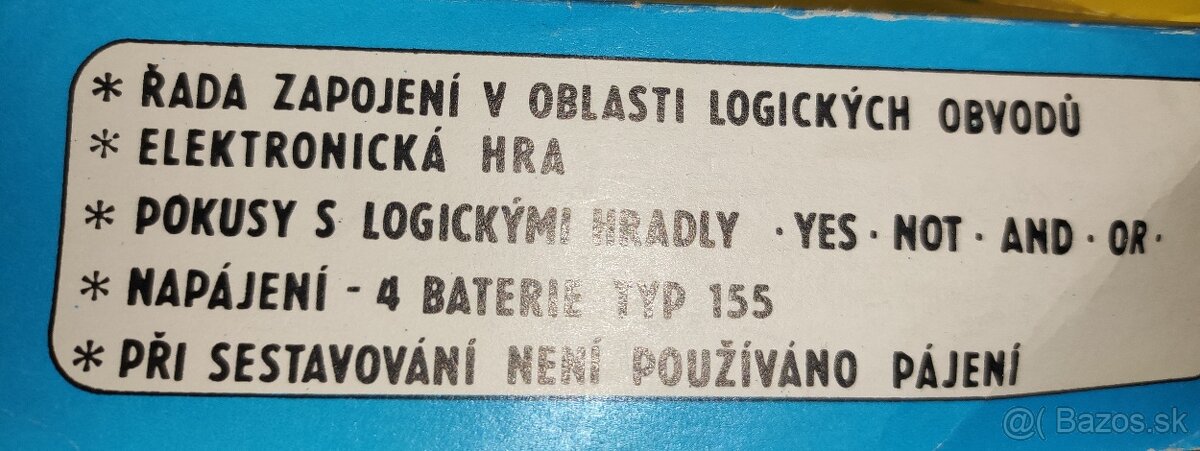 * ŘADA ZAPOJENÍ V OBLASTI LOGICKÝCH OBVODŮ
* ELEKTRONICKÁ HRA
* POKUSY S LOGICKÝMI HRADLY · YES · NOT · AND · OR ·
* NAPÁJENÍ - 4 BATERIE TYP 155
* PŘI SESTAVOVÁNÍ NENÍ POUŽÍVÁNO PÁJENÍ
@( Bazos.sk